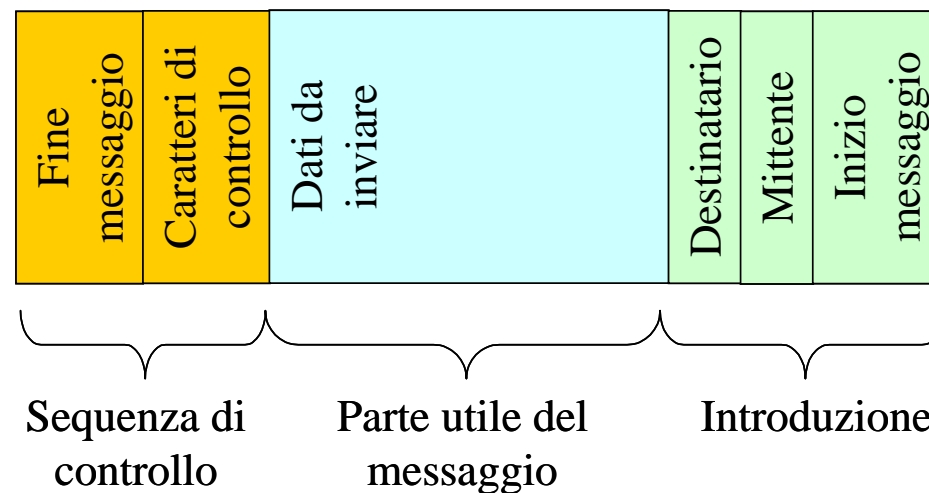 Fine
messaggio
Caratteri di
controllo
Dati da
inviare
Destinatario
Mittente
Inizio
messaggio
Sequenza di
controllo
Parte utile del
messaggio
Introduzione